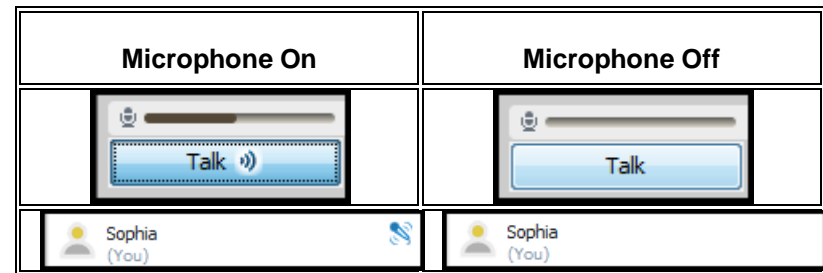 Microphone On
Microphone Off
Talk
Talk
Sophia
(You)
Sophia
(You)